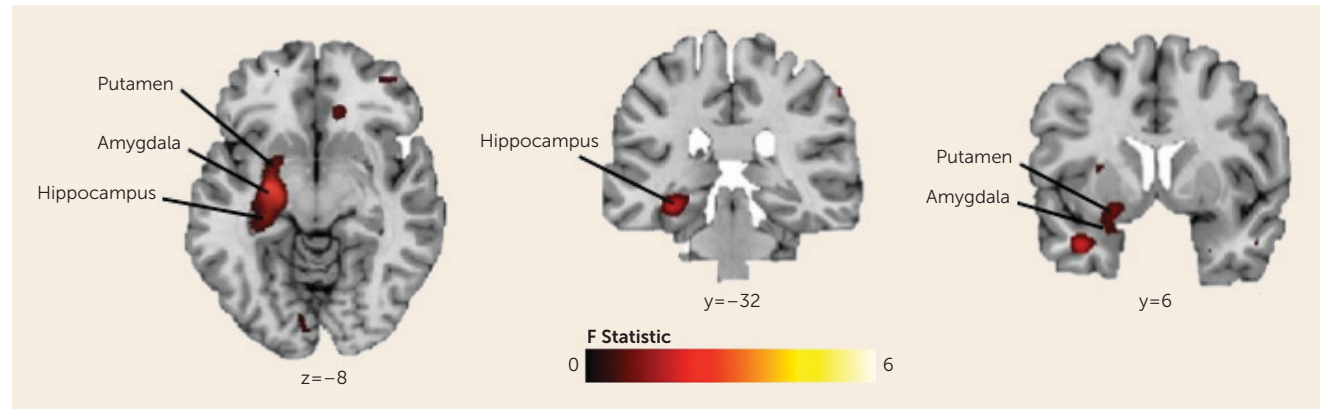 Putamen
Amygdala
Hippocampus
z=−8
Hippocampus
y=−32
Putamen
Amygdala
y=6
F Statistic
0
6